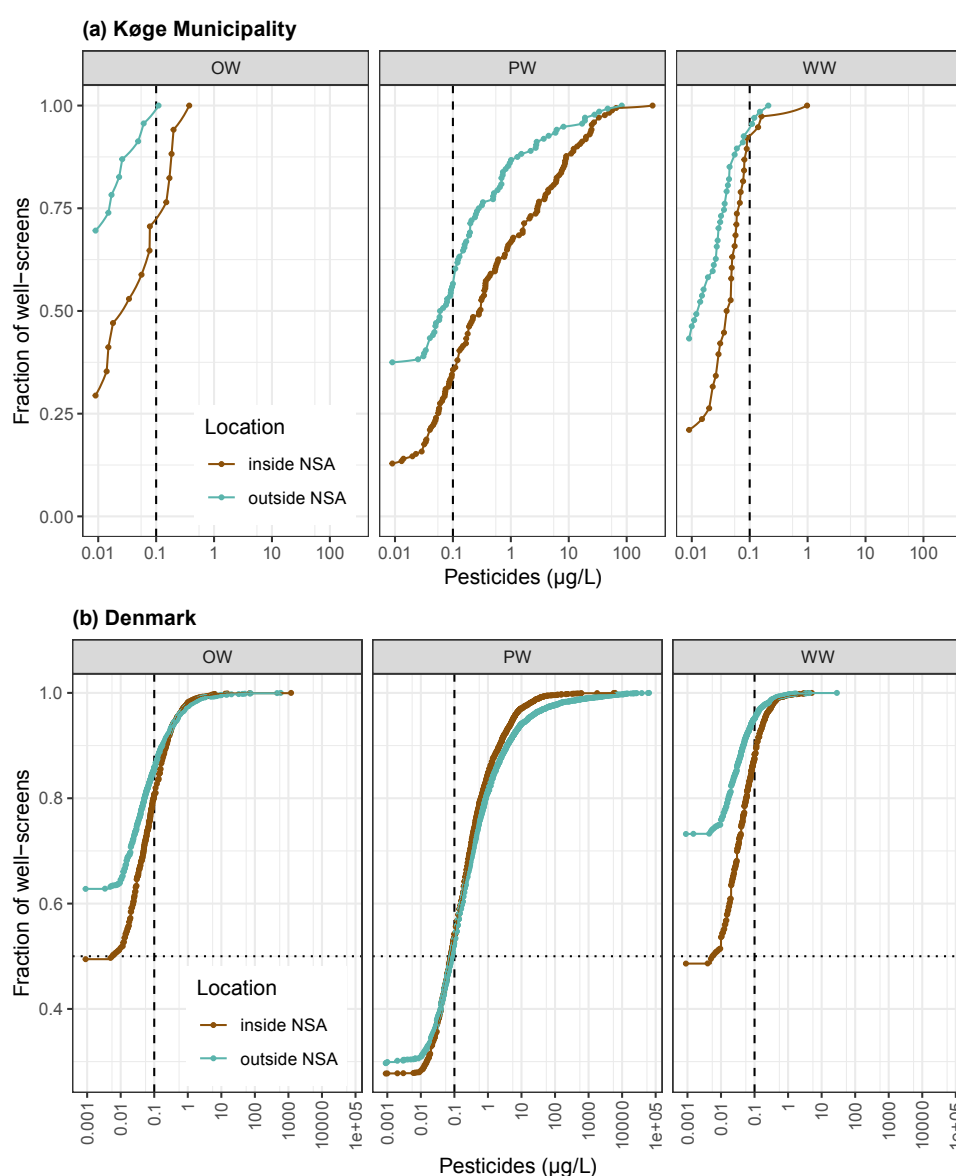 (a) Køge Municipality
OW PW WW
1.00
0.75
0.50
0.25
0.00
Fraction of well−screens
Location
inside NSA
outside NSA
0.01 0.1 1 10 100 0.01 0.1 1 10 100 0.01 0.1 1 10 100
Pesticides (µg/L)
(b) Denmark
OW PW WW
1.0
0.8
0.6
0.4
Fraction of well−screens
Location
inside NSA
outside NSA
0.001 0.01 0.1 1 10 100 1000 1e+05 0.001 0.01 0.1 1 10 100 1000 1e+05 0.001 0.01 0.1 1 10 100 1000 1e+05
Pesticides (µg/L)